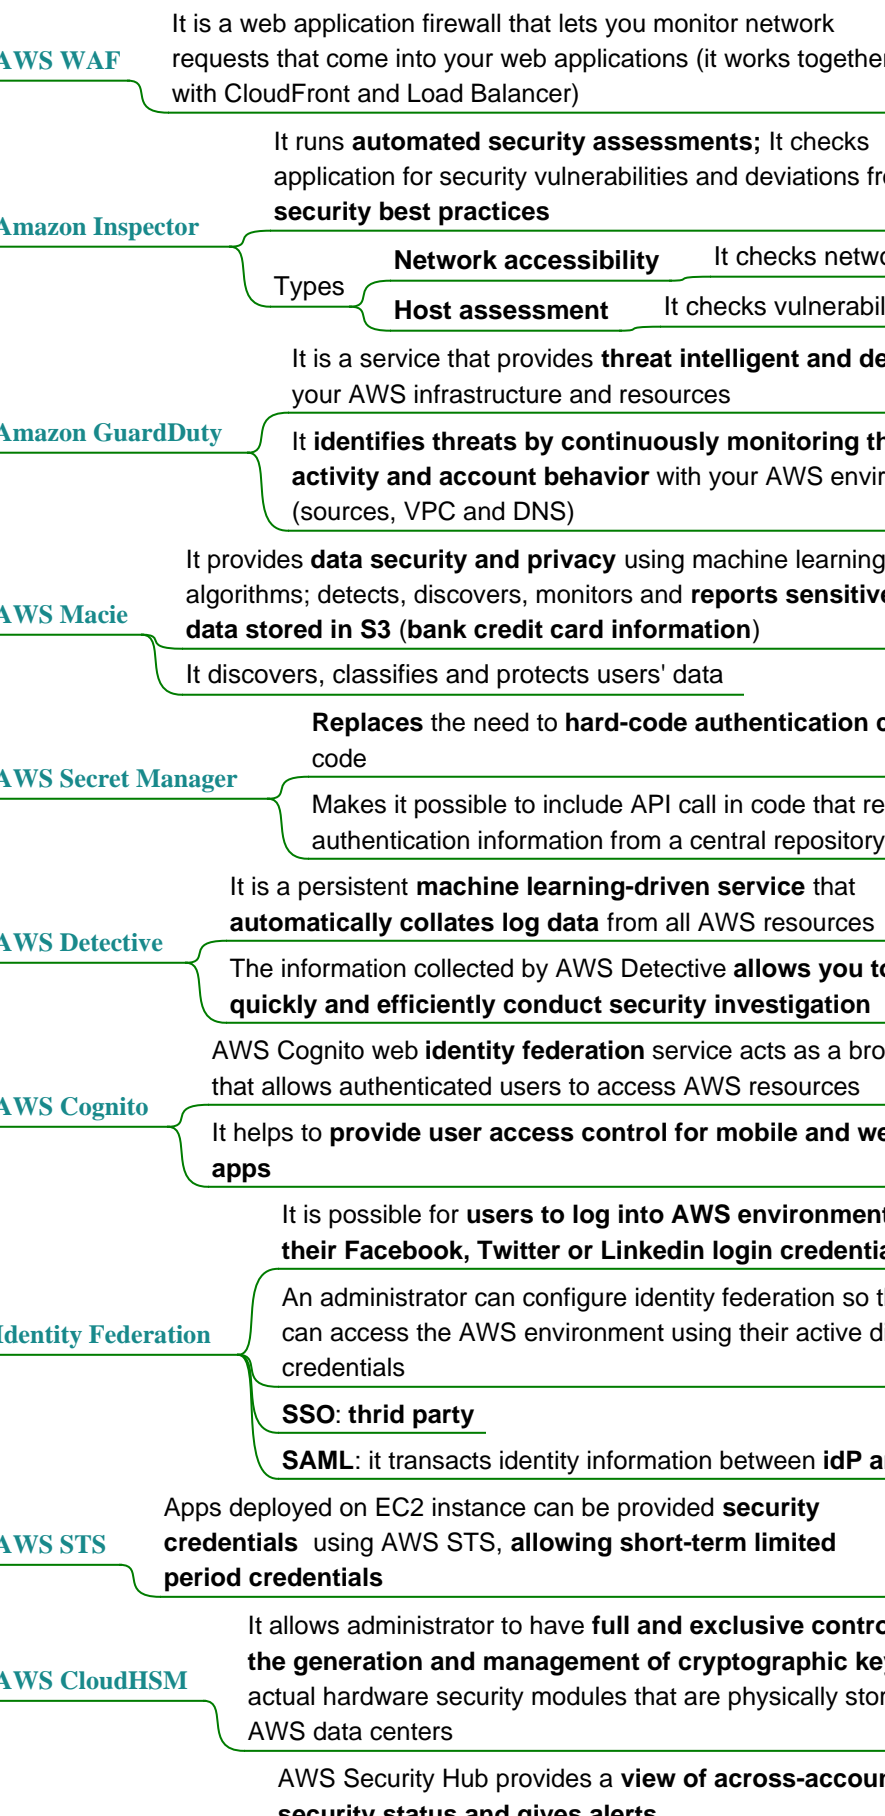 AWS WAF
It is a web application firewall that lets you monitor network
requests that come into your web applications (it works together
with CloudFront and Load Balancer)
Amazon Inspector
It runs automated security assessments; It checks
application for security vulnerabilities and deviations
security best practices
Types
Network accessibility
It checks
Host assessment
It checks
Amazon GuardDuty
It is a service that provides threat intelligent and
your AWS infrastructure and resources
It identifies threats by continuously monitoring
activity and account behavior with your AWS
(sources, VPC and DNS)
AWS Macie
It provides data security and privacy using machine learning
algorithms; detects, discovers, monitors and reports sensitive
data stored in S3 (bank credit card information)
It discovers, classifies and protects users' data
AWS Secret Manager
Replaces the need to hard-code authentication
code
Makes it possible to include API call in code that
authentication information from a central repository
AWS Detective
It is a persistent machine learning-driven service that
automatically collates log data from all AWS resources
The information collected by AWS Detective allows you to
quickly and efficiently conduct security investigation
AWS Cognito
AWS Cognito web identity federation service acts as a
that allows authenticated users to access AWS resources
It helps to provide user access control for mobile and
apps
Identity Federation
It is possible for users to log into AWS environment
their Facebook, Twitter or Linkedin login
An administrator can configure identity federation so
can access the AWS environment using their active
credentials
SSO: thrid party
SAML: it transacts identity information between idP
AWS STS
Apps deployed on EC2 instance can be provided security
credentials using AWS STS, allowing short-term limited
period credentials
AWS CloudHSM
It allows administrator to have full and exclusive
the generation and management of cryptographic
actual hardware security modules that are physically
AWS data centers
AWS Security Hub provides a view of
security status and gives alerts